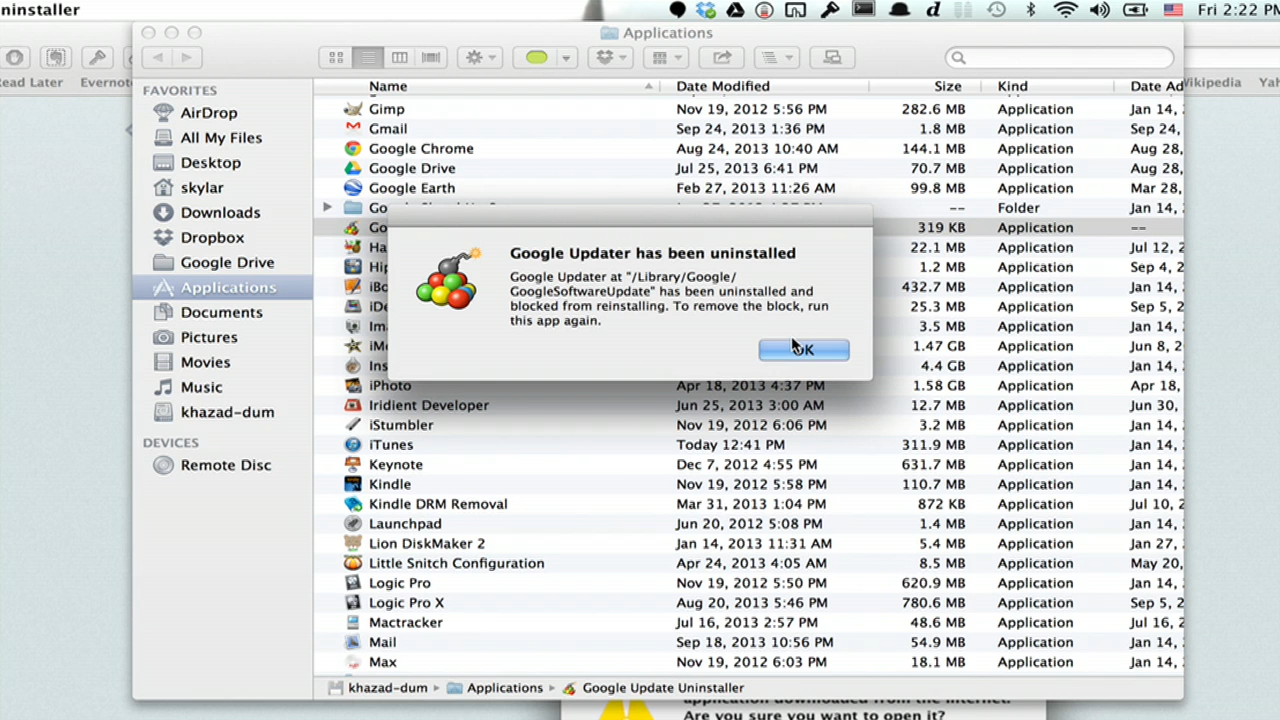 ninstaller
Fri 2:22 PM
Applications
ead Later
Evernot
ikipedia
Yah
FAVORITES
AirDrop
All My Files
Desktop
skylar
Downloads
Dropbox
Google Drive
Applications
Documents
Pictures
Movies
Music
khazad-dum
DEVICES
Remote Disc
Name Date Modified Size Kind Date Ad
Gimp Nov 19, 2012 5:56 PM 282.6 MB Application Jan 14,
Gmail Sep 24, 2013 1:36 PM 1.8 MB Application Sep 24,
Google Chrome Aug 24, 2013 10:40 AM 144.1 MB Application Aug 28,
Google Drive Jul 25, 2013 6:41 PM 70.7 MB Application Aug 28,
Google Earth Feb 27, 2013 11:26 AM 99.8 MB Application Mar 28,
-- Folder Jan 14,
Go 319 KB Application --
Ha 22.1 MB Application Jul 12, 2
Hip 1.2 MB Application Sep 4, 2
iBo 432.7 MB Application Jan 14,
iDe 25.3 MB Application Sep 5, 2
Ima 3.5 MB Application Jan 14,
iM 1.47 GB Application Jun 8, 2
Ins 4.4 GB Application Jan 14,
iPhoto Apr 18, 2013 4:37 PM 1.58 GB Application Apr 18,
Iridient Developer Jun 25, 2013 3:00 AM 12.7 MB Application Jun 30,
iStumbler Nov 19, 2012 6:06 PM 3.2 MB Application Jan 14,
iTunes Today 12:41 PM 311.9 MB Application Jan 14,
Keynote Dec 7, 2012 4:55 PM 631.7 MB Application Jan 14,
Kindle Nov 19, 2012 5:58 PM 110.7 MB Application Jan 14,
Kindle DRM Removal Mar 31, 2013 1:04 PM 872 KB Application Jul 10, 2
Launchpad Jun 20, 2012 5:08 PM 1.4 MB Application Jan 14,
Lion DiskMaker 2 Jan 14, 2013 11:31 AM 5.4 MB Application Jan 27,
Little Snitch Configuration Apr 24, 2013 4:05 AM 8.5 MB Application May 20,
Logic Pro Nov 19, 2012 5:50 PM 620.9 MB Application Jan 14,
Logic Pro X Aug 20, 2013 5:46 PM 780.6 MB Application Sep 5, 2
Mactracker Jul 16, 2013 2:57 PM 48.6 MB Application Jul 16, 2
Mail Sep 18, 2013 10:56 PM 54.9 MB Application Jan 14,
Max Nov 19, 2012 6:03 PM 18.1 MB Application Jan 14,
Google Updater has been uninstalled
Google Updater at "/Library/Google/
GoogleSoftwareUpdate" has been uninstalled and
blocked from reinstalling. To remove the block, run
this app again.
OK
khazad-dum Applications Google Update Uninstaller
application downloaded from the Internet.
Are you sure you want to open it?